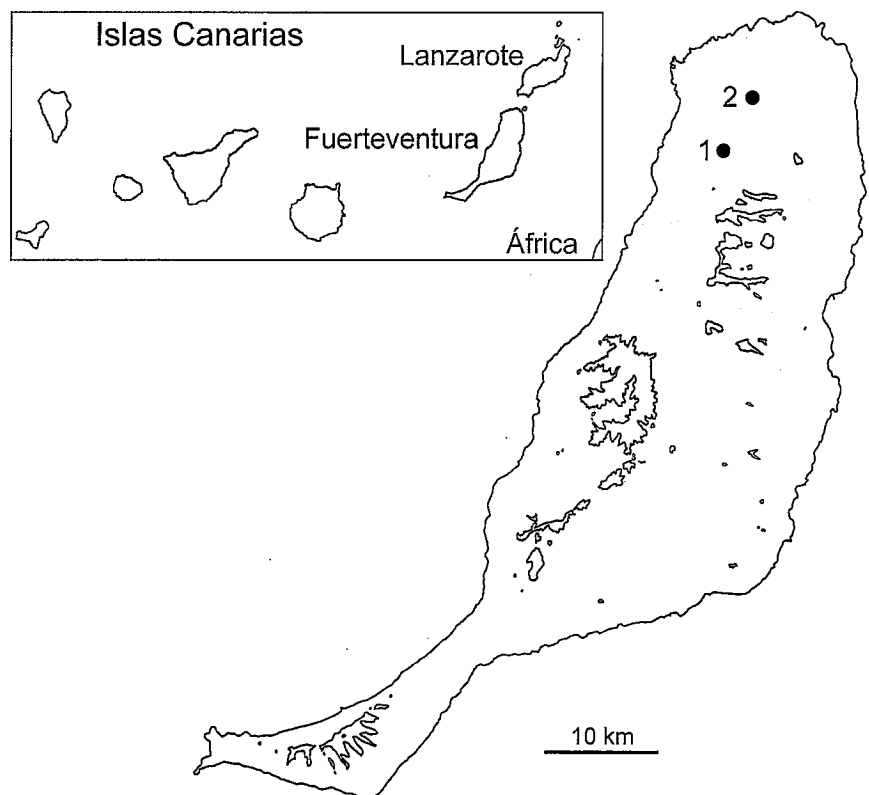 Islas Canarias
Lanzarote
Fuerteventura
África
2
1
10 km